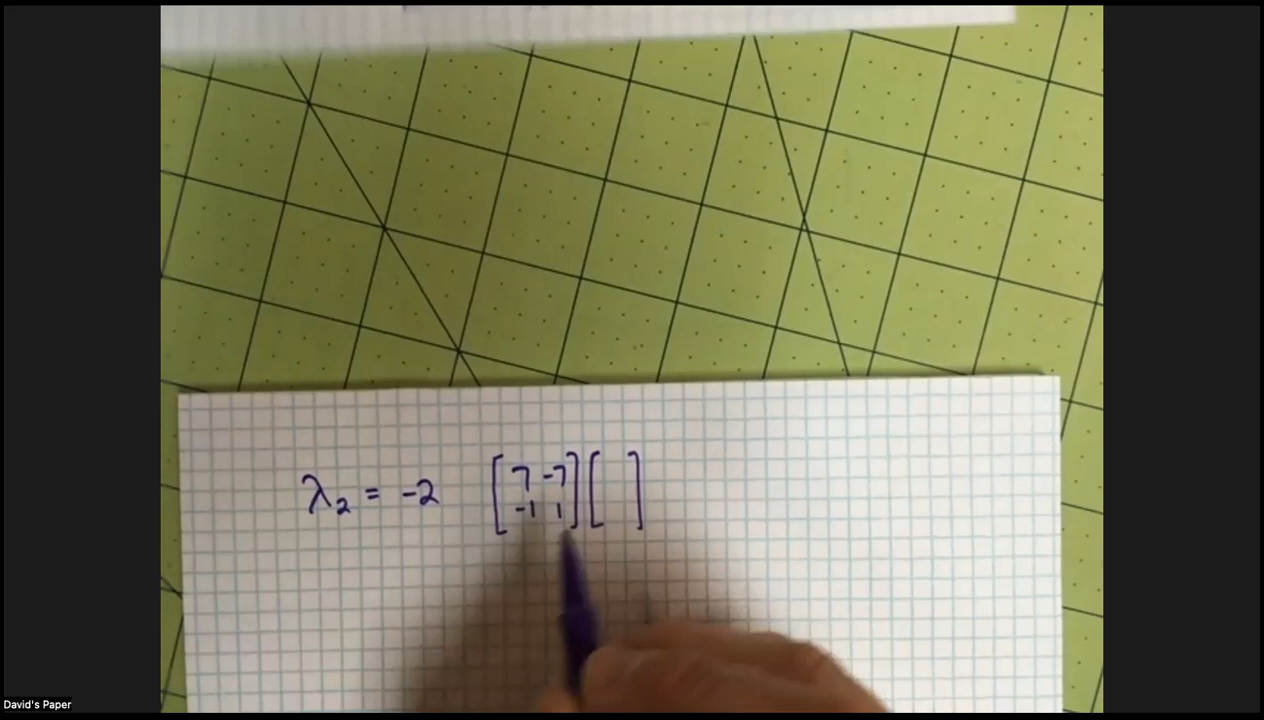 λ₂ = -2 [7 -7] [ ]
[-1 1]
David's Paper